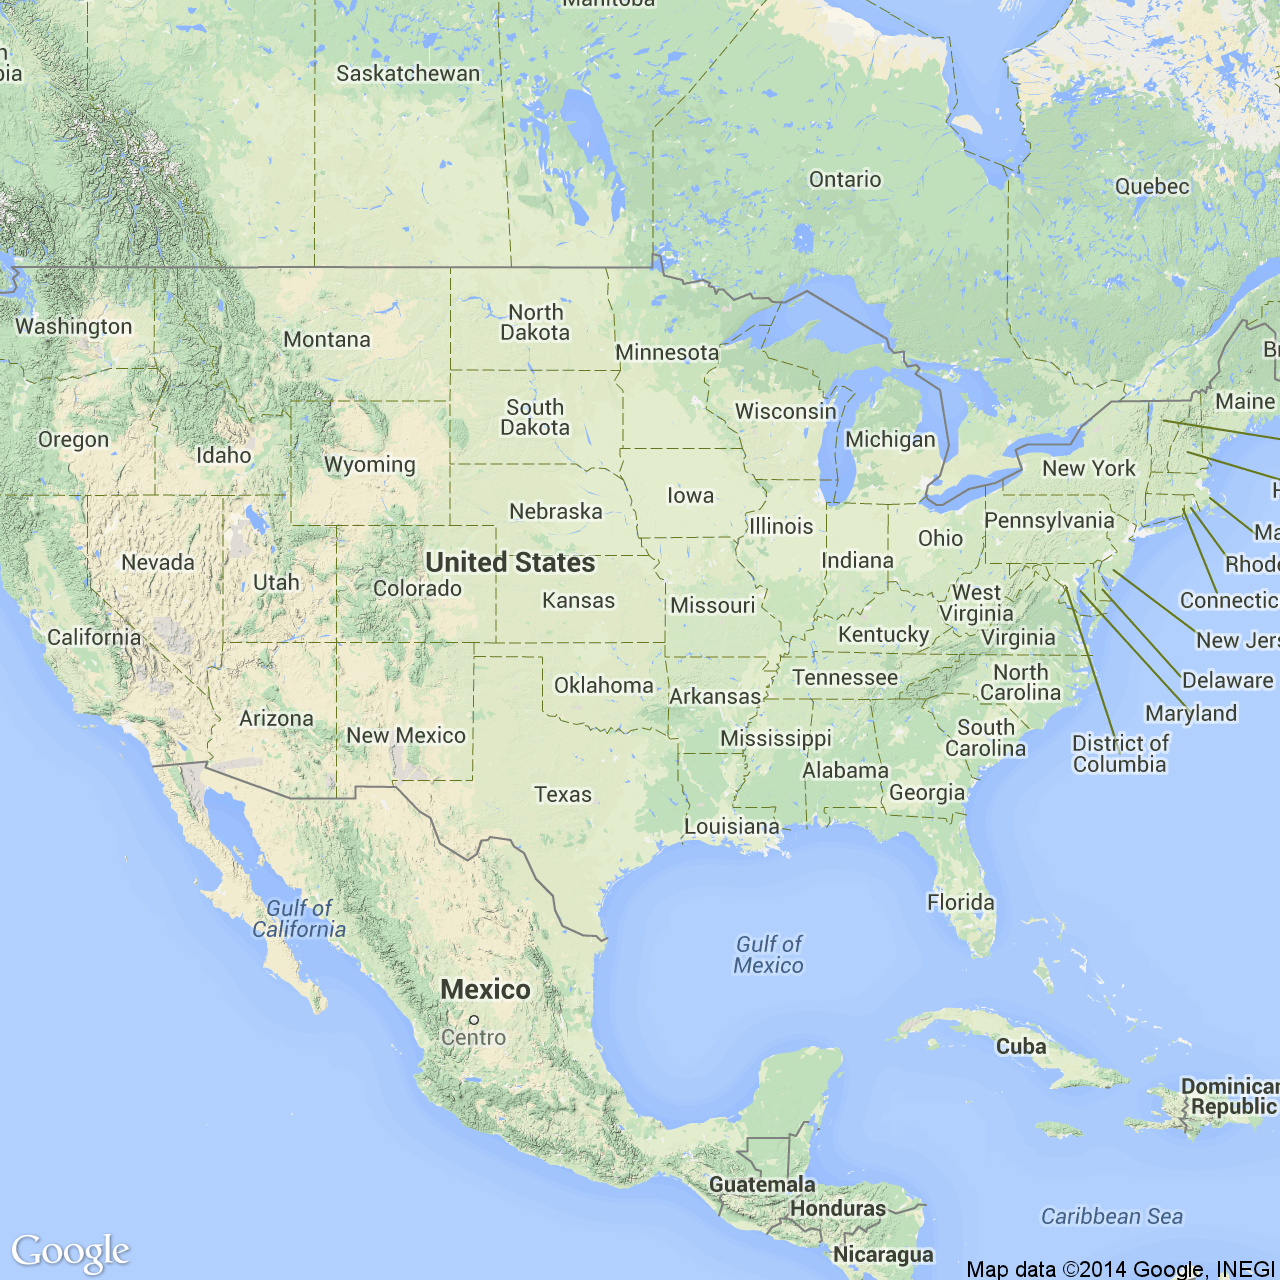 Manitoba
Saskatchewan
Ontario
Quebec
Washington
Montana
North
Dakota
Minnesota
South
Dakota
Wisconsin
Michigan
Maine
Oregon
Idaho
Wyoming
New York
Iowa
Nebraska
Illinois
Pennsylvania
Ohio
Indiana
Nevada
Utah
United States
Colorado
Kansas
Missouri
West
Virginia
Rhode
Connectic
California
Kentucky
Virginia
New Jers
Oklahoma
Arkansas
Tennessee
North
Carolina
Delaware
Maryland
Arizona
New Mexico
Mississippi
South
Carolina
District of
Columbia
Alabama
Georgia
Texas
Louisiana
Florida
Gulf of
California
Gulf of
Mexico
Mexico
Centro
Cuba
Dominican
Republic
Guatemala
Honduras
Caribbean Sea
Nicaragua
Google
Map data ©2014 Google, INEGI